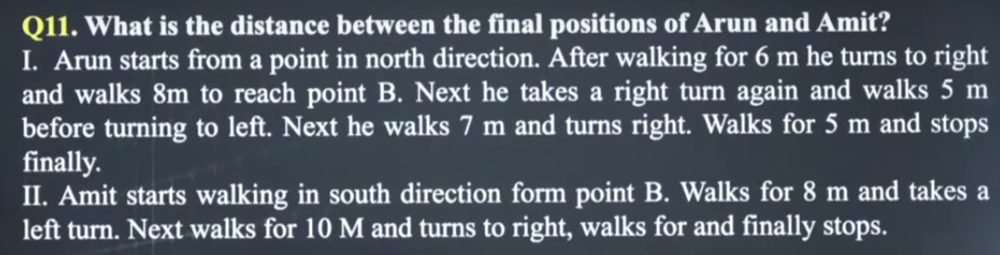 Q11. What is the distance between the final positions of Arun and Amit?
I. Arun starts from a point in north direction. After walking for 6 m he turns to right
and walks 8m to reach point B. Next he takes a right turn again and walks 5 m
before turning to left. Next he walks 7 m and turns right. Walks for 5 m and stops
finally.
II. Amit starts walking in south direction form point B. Walks for 8 m and takes a
left turn. Next walks for 10 M and turns to right, walks for and finally stops.